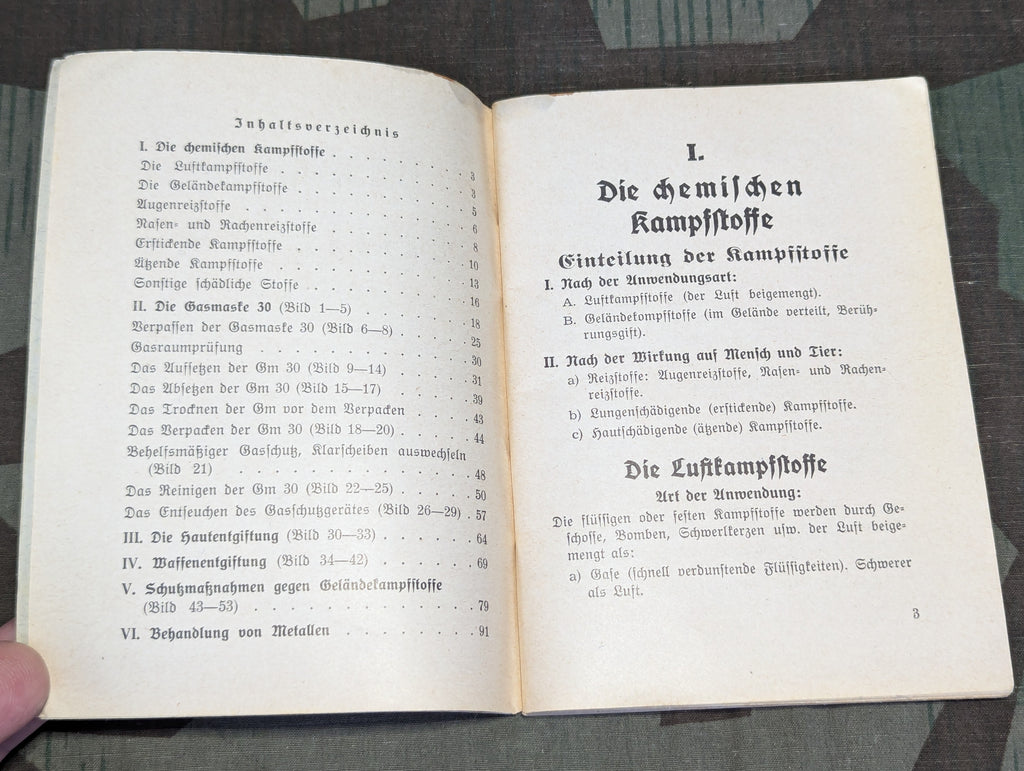 Inhaltsverzeichnis
I. Die chemischen Kampfstoffe . . . . . . . . 3
Die Luftkampfstoffe . . . . . . . . . . 3
Die Geländekampfstoffe . . . . . . . . . 5
Augenreizstoffe . . . . . . . . . . . 6
Nasen- und Rachenreizstoffe . . . . . . . 8
Erstickende Kampfstoffe . . . . . . . . . 10
Ätzende Kampfstoffe . . . . . . . . . . 13
Sonstige schädliche Stoffe . . . . . . . . . 16
II. Die Gasmaske 30 (Bild 1—5) . . . . . . 18
Verpassen der Gasmaske 30 (Bild 6—8) . . . . 25
Gasraumprüfung . . . . . . . . . . . 30
Das Aufsetzen der Gm 30 (Bild 9—14) . . . . 31
Das Absetzen der Gm 30 (Bild 15—17) . . . . 39
Das Trocknen der Gm vor dem Verpacken . . . 43
Das Verpacken der Gm 30 (Bild 18—20) . . . . 44
Behelfsmäßiger Gasschutz, Klarscheiben auswechseln
(Bild 21) . . . . . . . . . . . . . 48
Das Reinigen der Gm 30 (Bild 22—25) . . . . 50
Das Entseuchen des Gasschutzgerätes (Bild 26—29) . 57
III. Die Hautentgiftung (Bild 30—33) . . . . . 64
IV. Waffenentgiftung (Bild 34—42) . . . . . 69
V. Schutzmaßnahmen gegen Geländekampfstoffe
(Bild 43—53) . . . . . . . . . . . . 79
VI. Behandlung von Metallen . . . . . . . . 91
I.
Die chemischen
Kampfstoffe
Einteilung der Kampfstoffe
I. Nach der Anwendungsart:
A. Luftkampfstoffe (der Luft beigemengt).
B. Geländekompfstoffe (im Gelände verteilt, Berüh-
rungsgift).
II. Nach der Wirkung auf Mensch und Tier:
a) Reizstoffe: Augenreizstoffe, Nasen- und Rachen-
reizstoffe.
b) Lungenschädigende (erstickende) Kampfstoffe.
c) Hautschädigende (ätzende) Kampfstoffe.
Die Luftkampfstoffe
Art der Anwendung:
Die flüssigen oder festen Kampfstoffe werden durch Ge-
schosse, Bomben, Schwelkerzen usw. der Luft beige-
mengt als:
a) Gase (schnell verdunstende Flüssigkeiten). Schwerer
als Luft.
3